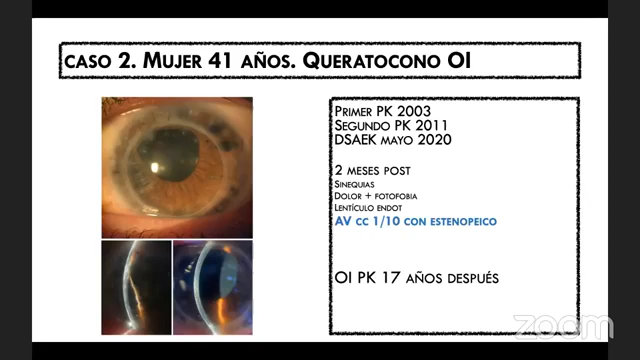 CASO 2. MUJER 41 AÑOS. QUERATOCONO OI
PRIMER PK 2003
SEGUNDO PK 2011
DSAEK MAYO 2020
2 MESES POST
SINEQUIAS
DOLOR + FOTOFOBIA
LENTÍCULO ENDOT
AV CC 1/10 CON ESTENOPEICO
OI PK 17 AÑOS DESPUÉS
zoom